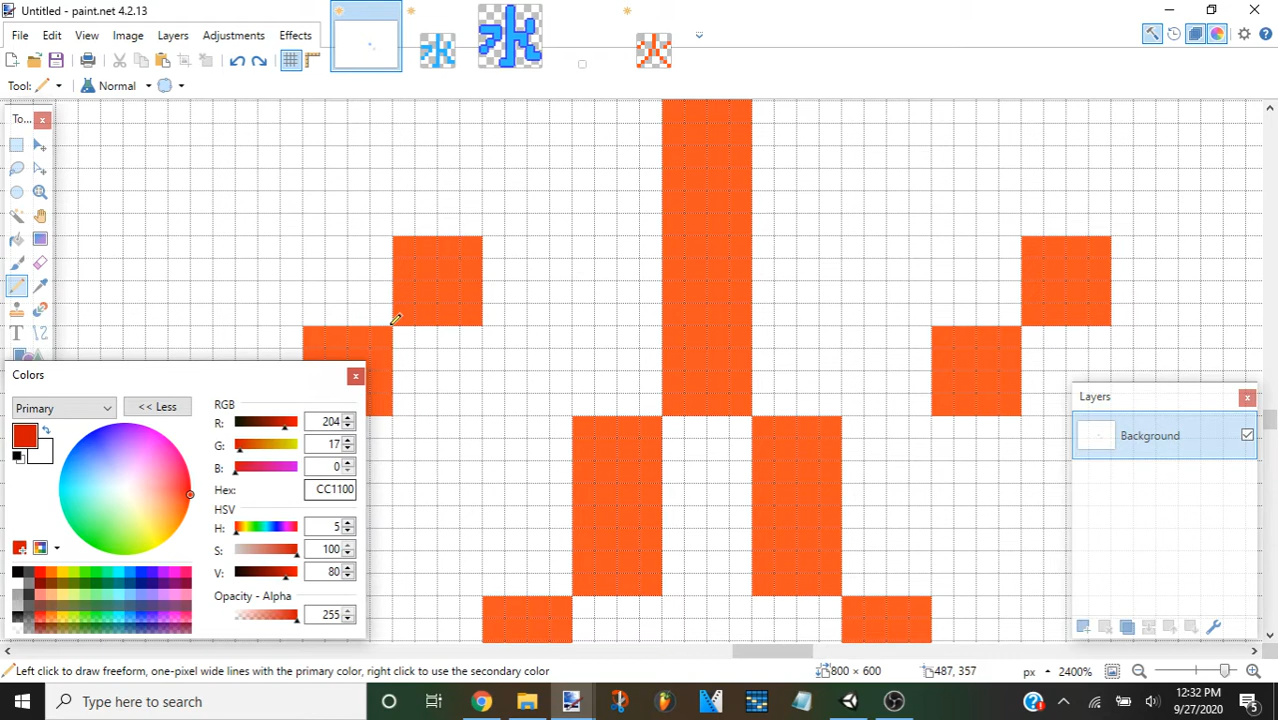 Untitled - paint.net 4.2.13
File Edit View Image Layers Adjustments Effects
水 水 火
Tool: Normal
To...
Colors
Primary << Less
RGB
R: 204
G: 17
B: 0
Hex: CC1100
HSV
H: 5
S: 100
V: 80
Opacity - Alpha
255
Layers
Background
Left click to draw freeform, one-pixel wide lines with the primary color, right click to use the secondary color
800 × 600
487, 357
px
2400%
Type here to search
12:32 PM
9/27/2020
5